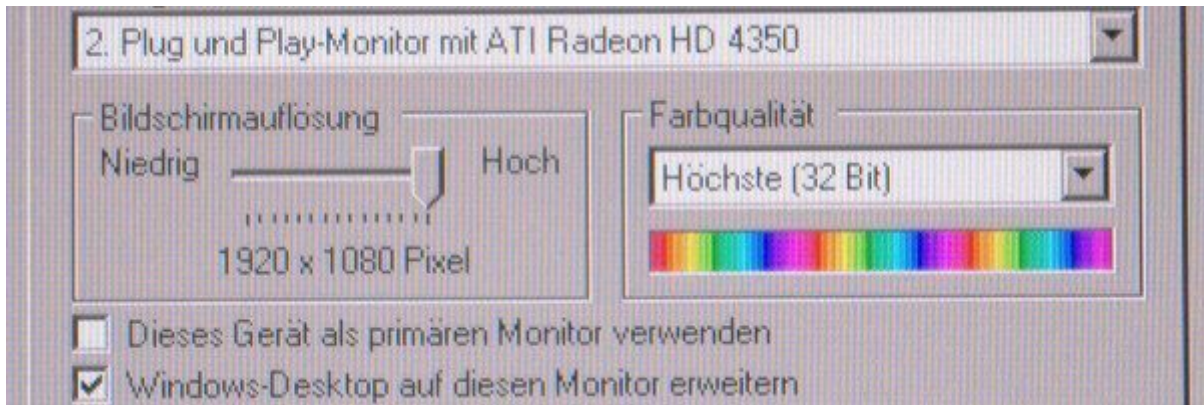 2. Plug und Play-Monitor mit ATI Radeon HD 4350
Bildschirmauflösung
Niedrig Hoch
1920 x 1080 Pixel
Farbqualität
Höchste (32 Bit)
Dieses Gerät als primären Monitor verwenden
Windows-Desktop auf diesen Monitor erweitern